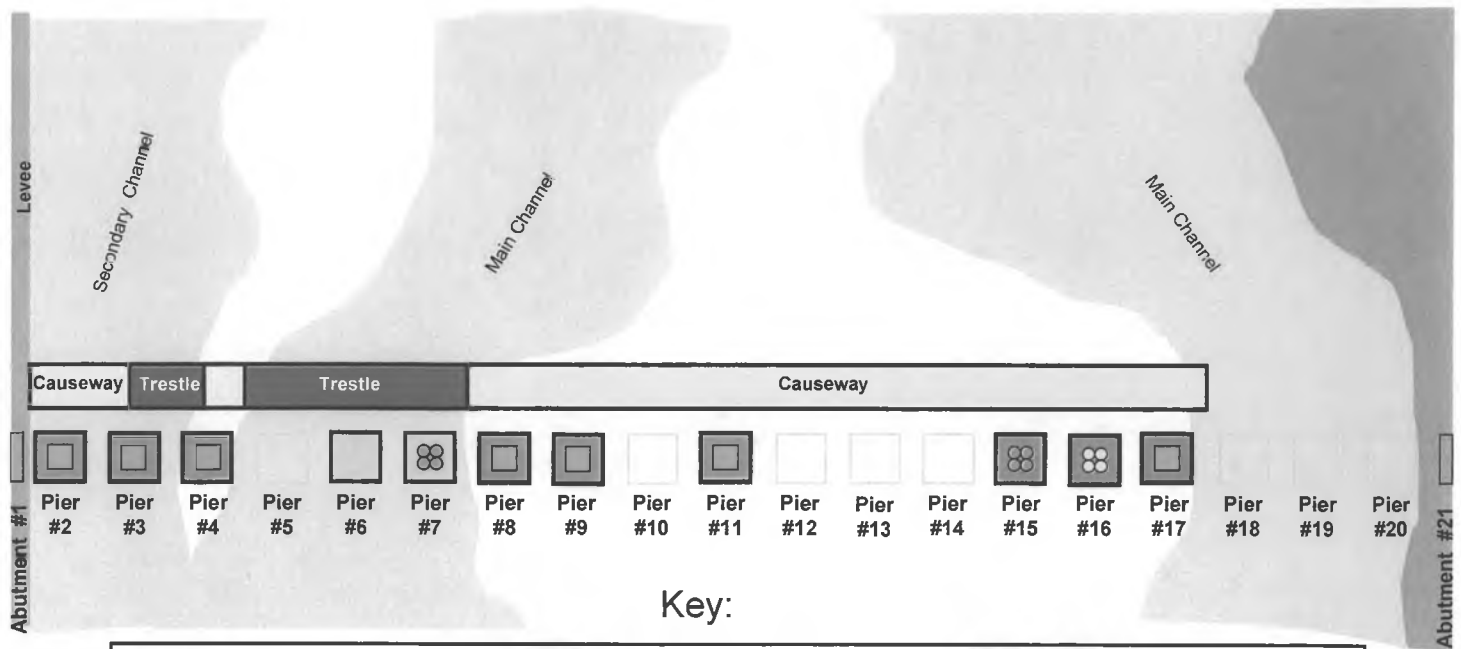 Levee
Secondary Channel
Main Channel
Main Channel
Causeway
Trestle
Trestle
Causeway
Abutment #1
Pier #2
Pier #3
Pier #4
Pier #5
Pier #6
Pier #7
Pier #8
Pier #9
Pier #10
Pier #11
Pier #12
Pier #13
Pier #14
Pier #15
Pier #16
Pier #17
Pier #18
Pier #19
Pier #20
Abutment #21
Key: